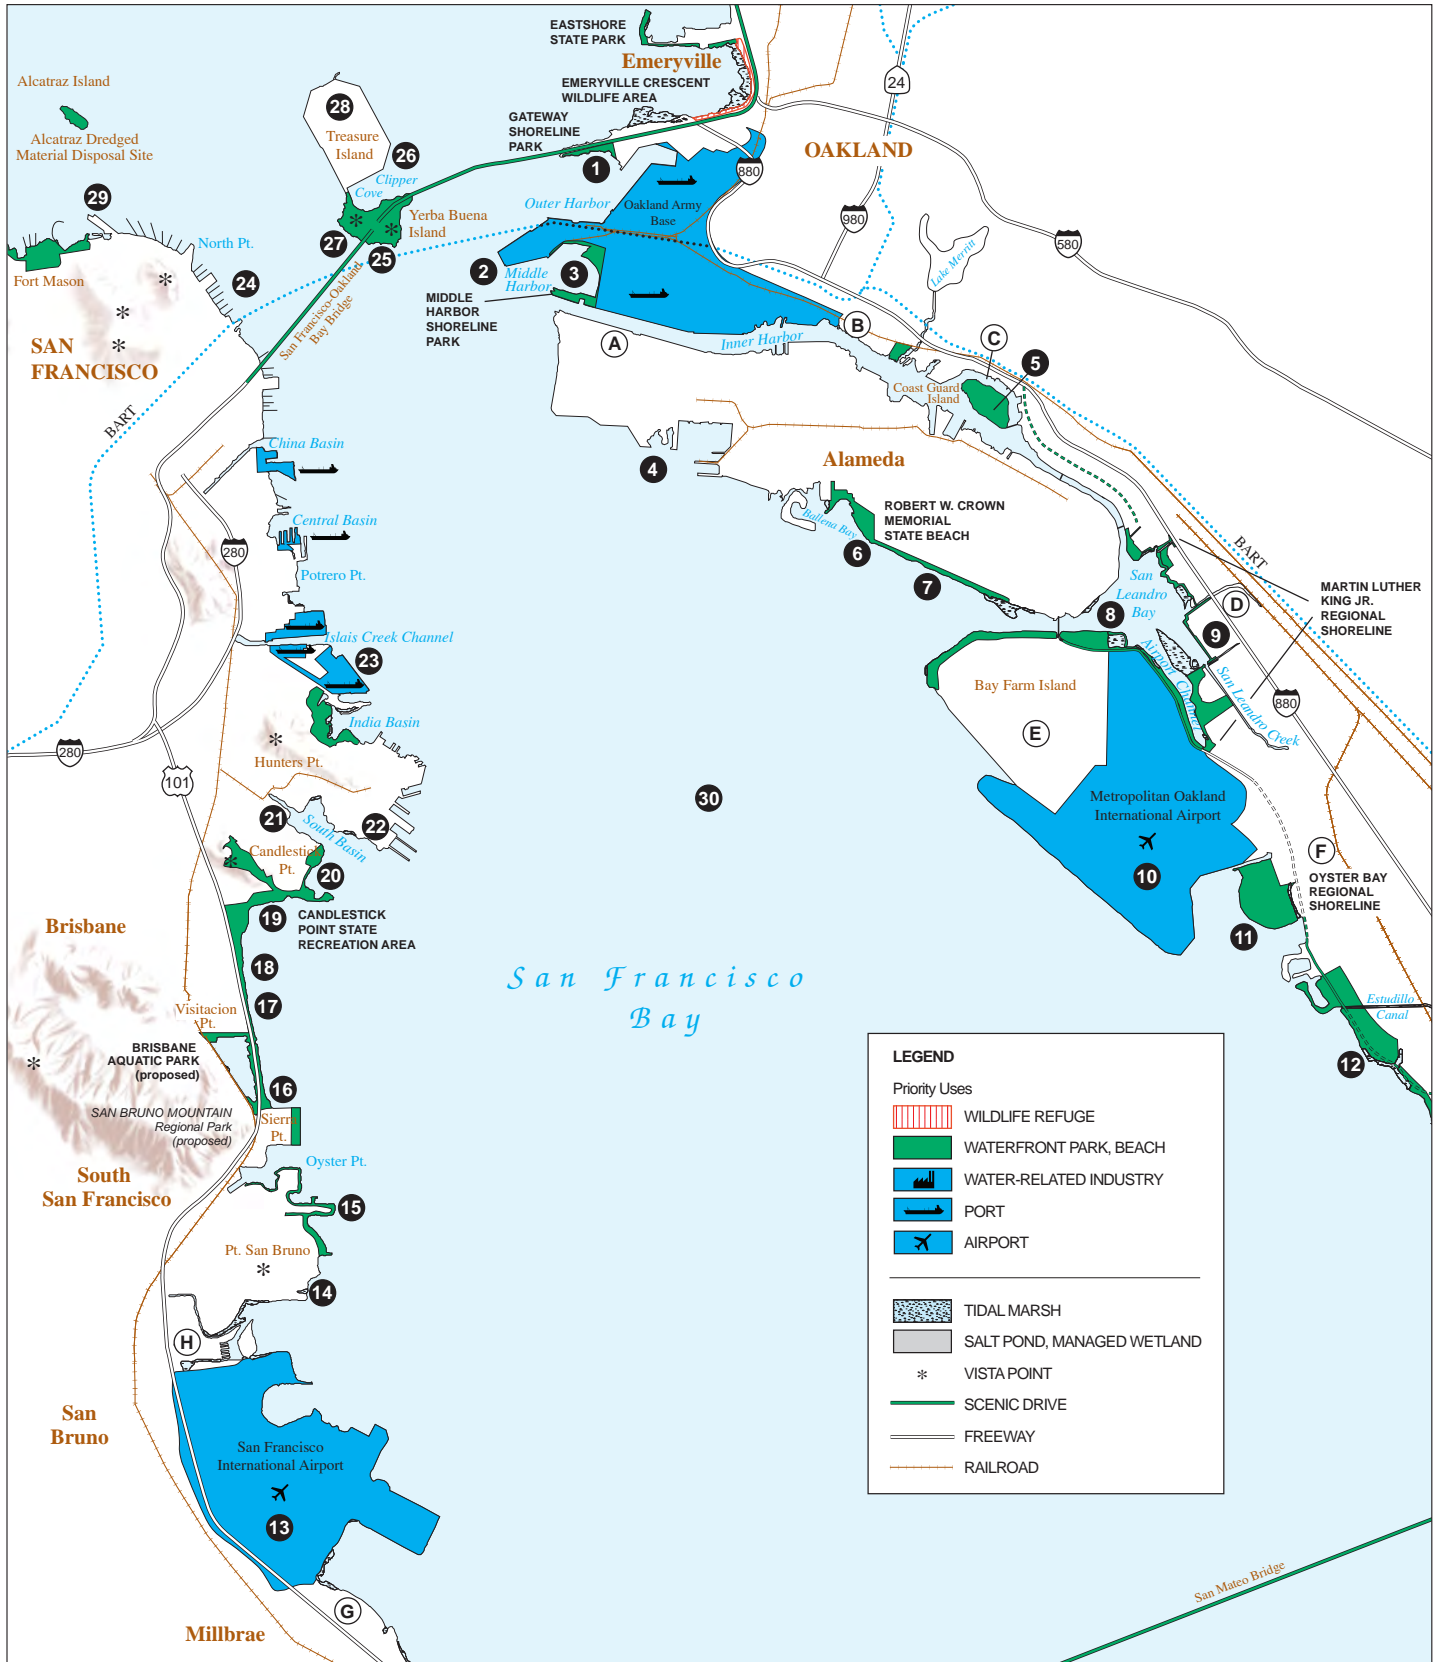 EASTSHORE
STATE PARK
Emeryville
EMERYVILLE CRESCENT
WILDLIFE AREA
24
Alcatraz Island
Alcatraz Dredged
Material Disposal Site
28
Treasure
Island
26
Clipper
Cove
GATEWAY
SHORELINE
PARK
1
880
OAKLAND
29
Outer Harbor
Oakland Army
Base
980
580
Yerba Buena
Island
27
25
North Pt.
24
Fort Mason
San Francisco-Oakland
Bay Bridge
2
Middle
Harbor
3
MIDDLE
HARBOR
SHORELINE
PARK
Lake Merritt
SAN
FRANCISCO
A
Inner Harbor
B
C
5
Coast Guard
Island
BART
China Basin
4
Alameda
Central Basin
280
Ballena Bay
ROBERT W. CROWN
MEMORIAL
STATE BEACH
6
7
BART
Potrero Pt.
San
Leandro
Bay
MARTIN LUTHER
KING JR.
REGIONAL
SHORELINE
D
8
9
Islais Creek Channel
23
Airport Channel
San Leandro Creek
Bay Farm Island
E
880
India Basin
280
Hunters Pt.
101
21
South Basin
22
30
Metropolitan Oakland
International Airport
10
F
Candlestick
Pt.
20
OYSTER BAY
REGIONAL
SHORELINE
19
CANDLESTICK
POINT STATE
RECREATION AREA
11
Brisbane
18
San Francisco
Bay
17
Visitacion
Pt.
Estudillo
Canal
12
BRISBANE
AQUATIC PARK
(proposed)
16
SAN BRUNO MOUNTAIN
Regional Park
(proposed)
Sierra
Pt.
Oyster Pt.
South
San Francisco
15
Pt. San Bruno
14
H
San
Bruno
San Francisco
International Airport
13
G
Millbrae
LEGEND
Priority Uses
WILDLIFE REFUGE
WATERFRONT PARK, BEACH
WATER-RELATED INDUSTRY
PORT
AIRPORT
TIDAL MARSH
SALT POND, MANAGED WETLAND
VISTA POINT
SCENIC DRIVE
FREEWAY
RAILROAD
San Mateo Bridge